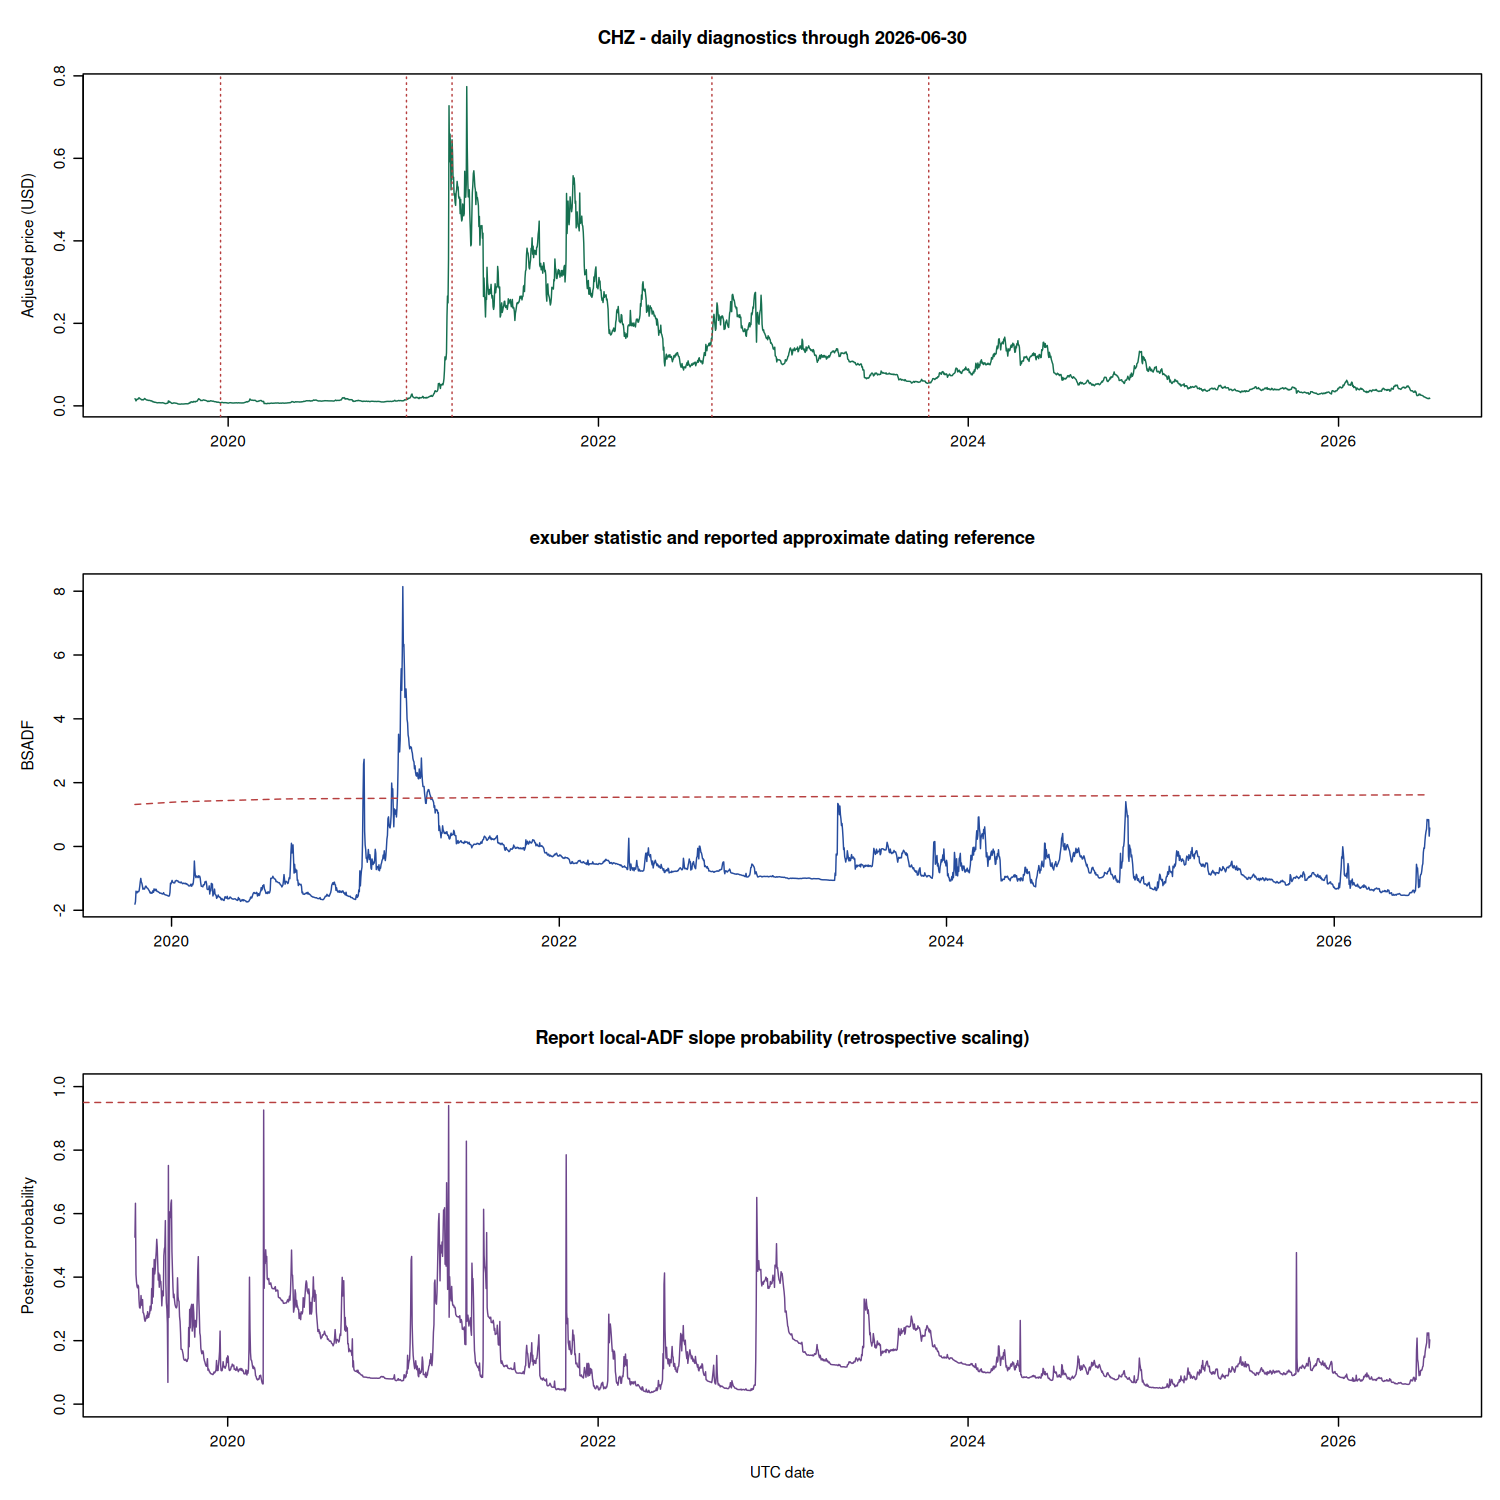 CHZ - daily diagnostics through 2026-06-30
Adjusted price (USD)
0.0 0.2 0.4 0.6 0.8
2020 2022 2024 2026
exuber statistic and reported approximate dating reference
BSADF
-2 0 2 4 6 8
2020 2022 2024 2026
Report local-ADF slope probability (retrospective scaling)
Posterior probability
0.0 0.2 0.4 0.6 0.8 1.0
2020 2022 2024 2026
UTC date